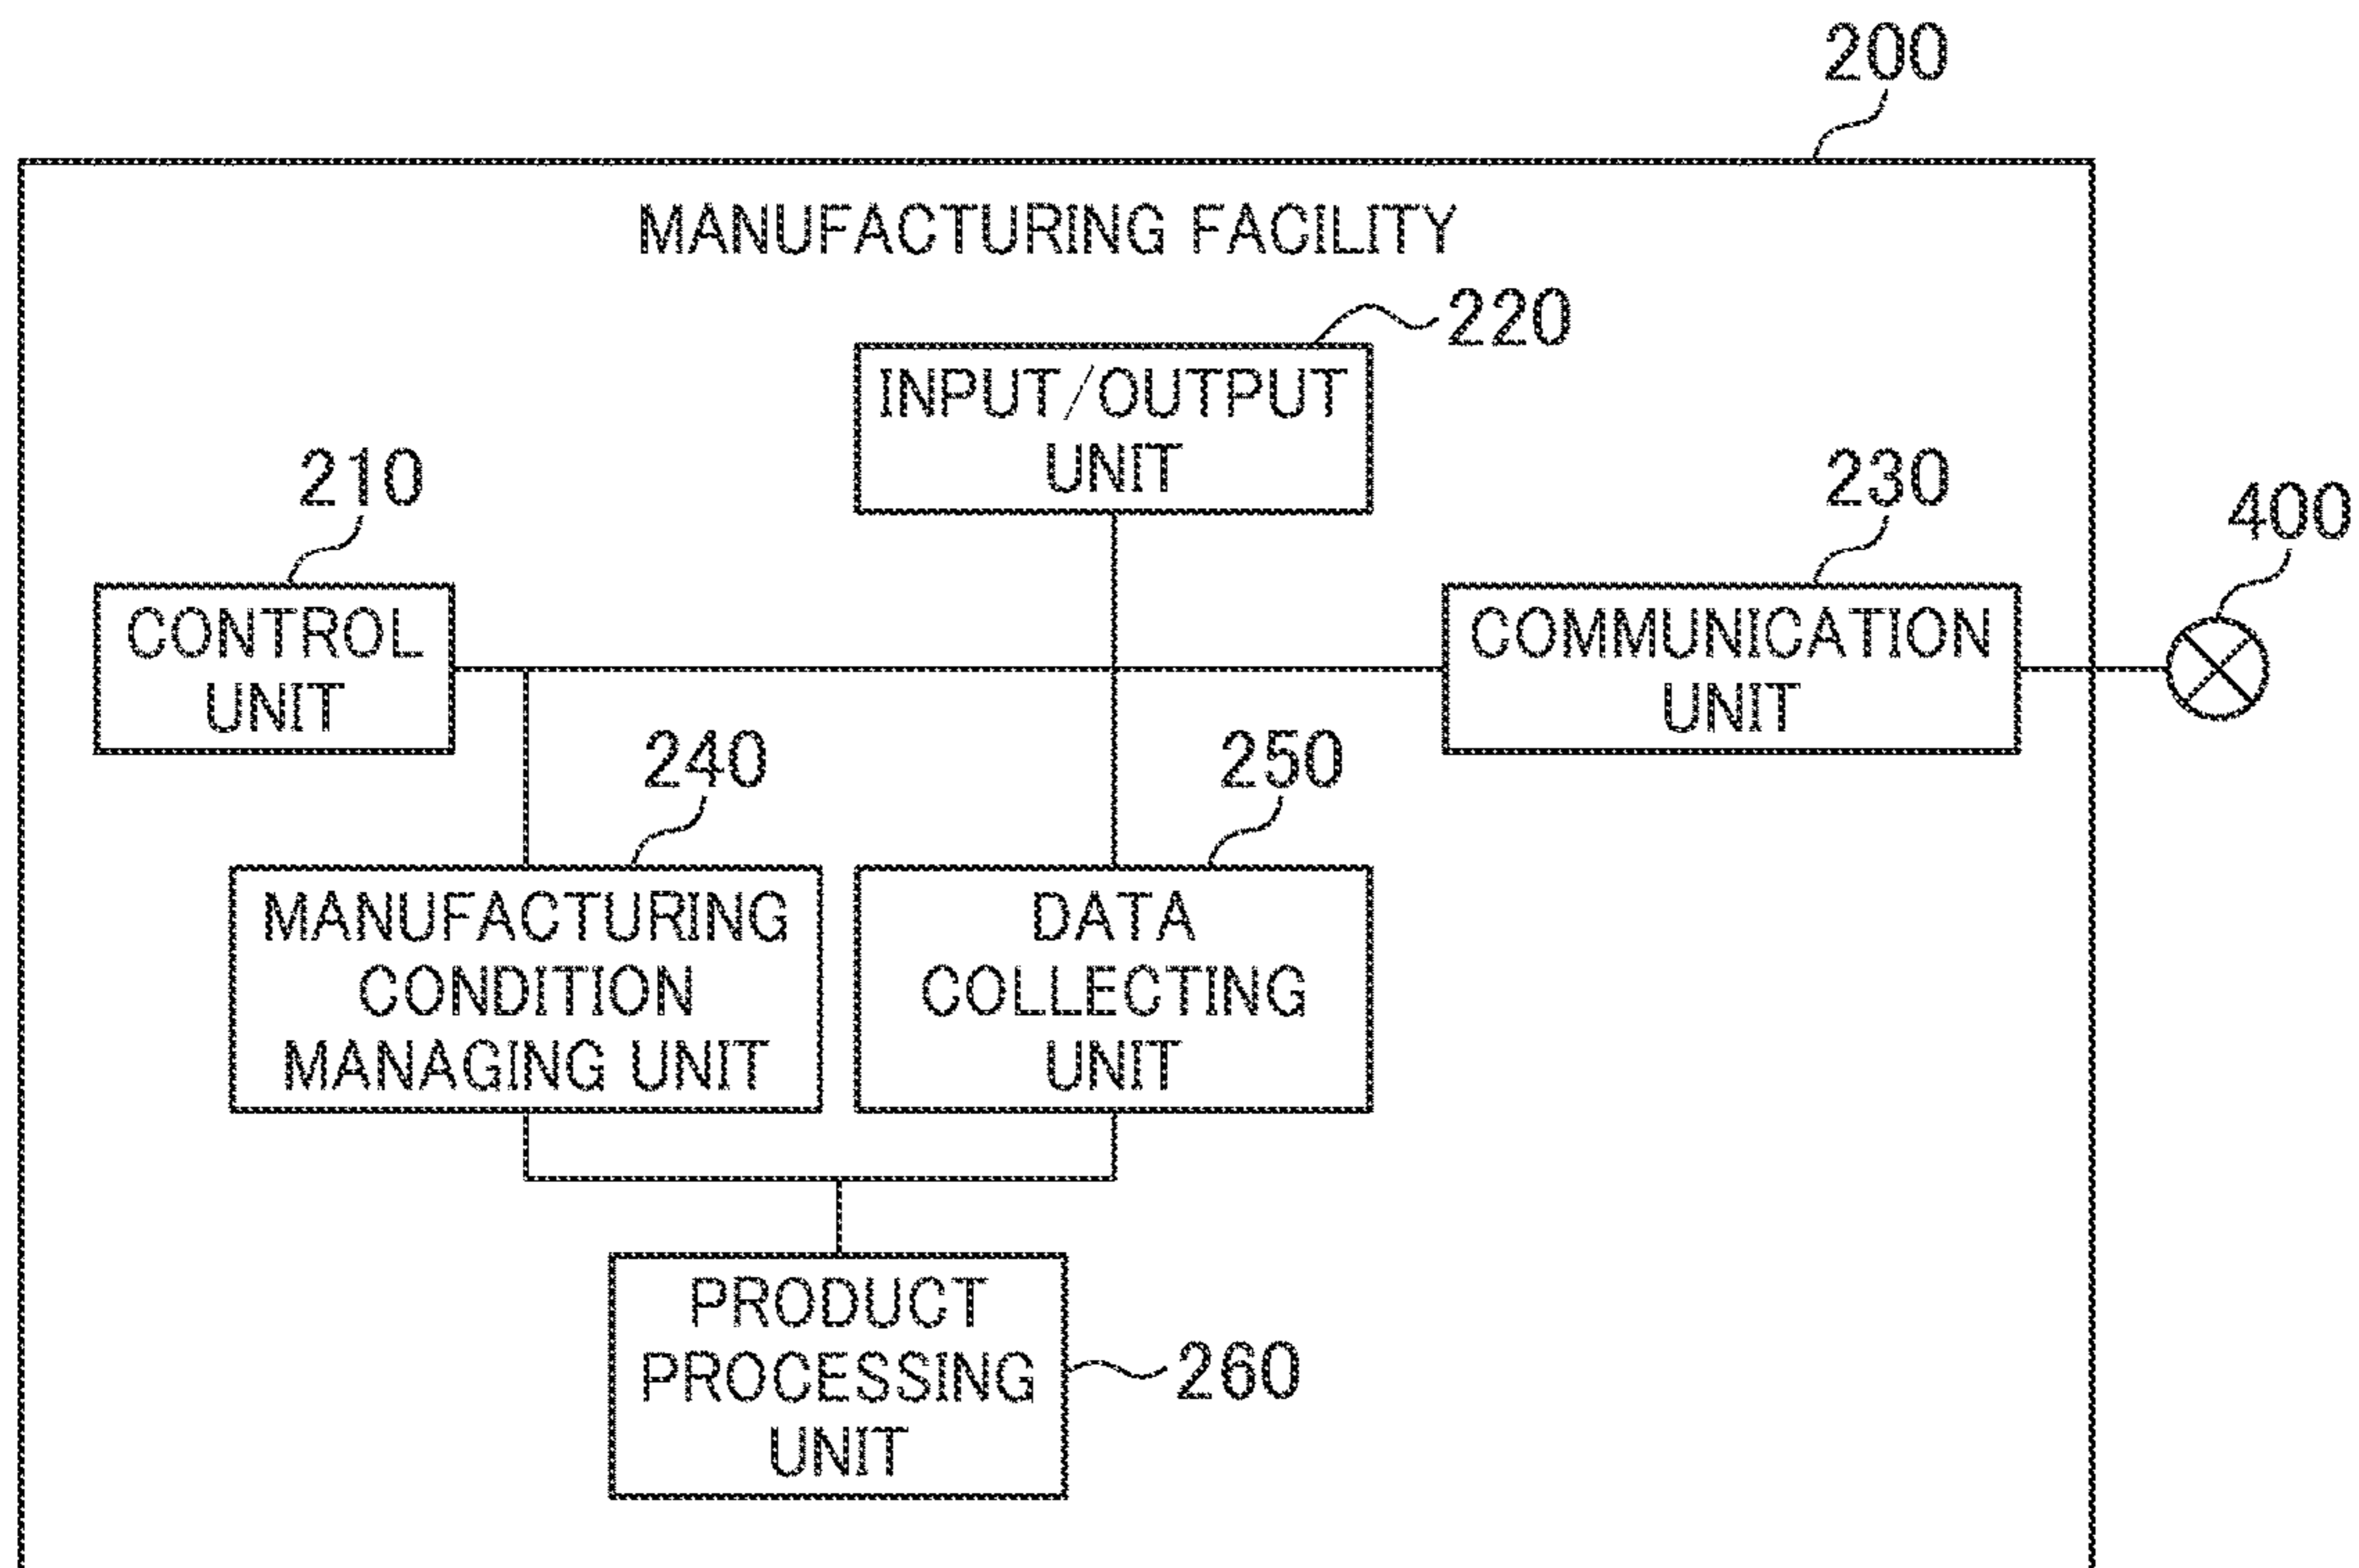 200
MANUFACTURING FACILITY
220
INPUT/OUTPUT
UNIT
210
230
400
CONTROL
UNIT
COMMUNICATION
UNIT
240
250
MANUFACTURING
CONDITION
MANAGING UNIT
DATA
COLLECTING
UNIT
PRODUCT
PROCESSING
UNIT
260